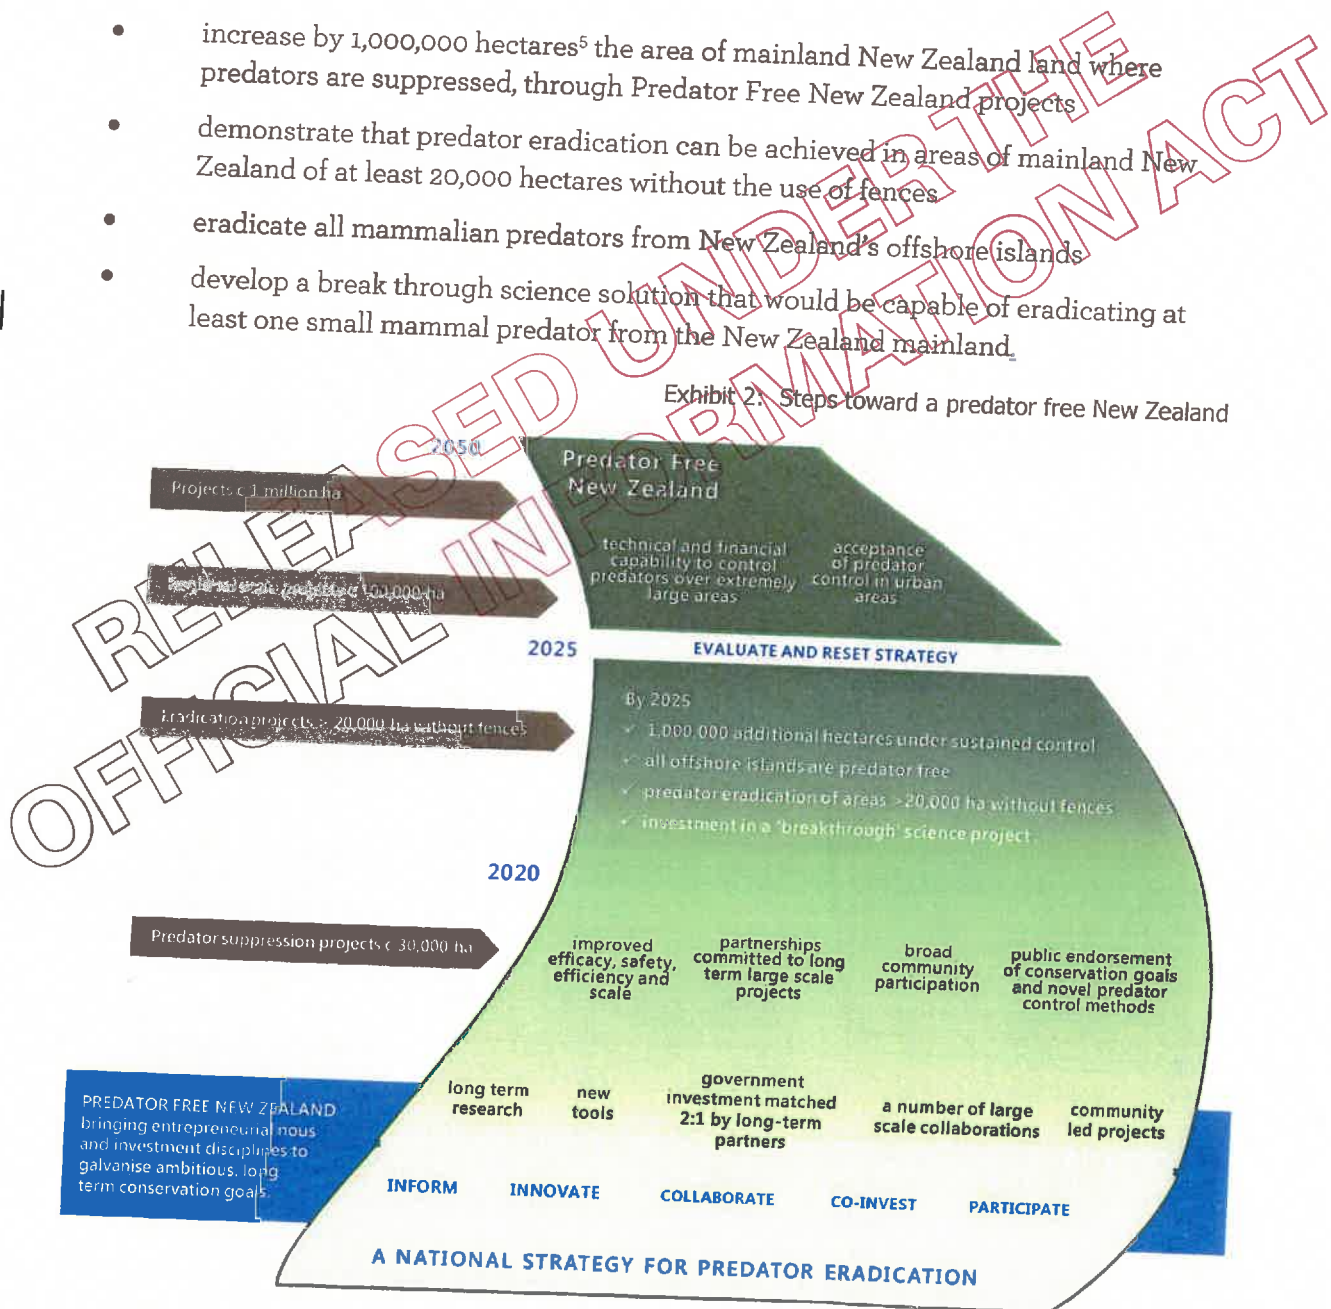 • increase by 1,000,000 hectares⁵ the area of mainland New Zealand land where
predators are suppressed, through Predator Free New Zealand projects
• demonstrate that predator eradication can be achieved in areas of mainland New
Zealand of at least 20,000 hectares without the use of fences
• eradicate all mammalian predators from New Zealand's offshore islands
• develop a break through science solution that would be capable of eradicating at
least one small mammal predator from the New Zealand mainland.
RELEASED UNDER THE
OFFICIAL INFORMATION ACT
Exhibit 2: Steps toward a predator free New Zealand
2050
Predator Free
New Zealand
Projects c 1 million ha
technical and financial
capability to control
predators over extremely
large areas
acceptance
of predator
control in urban
areas
100,000 ha
2025
EVALUATE AND RESET STRATEGY
Eradication projects > 20,000 ha without fences
By 2025
✓ 1,000,000 additional hectares under sustained control
✓ all offshore islands are predator free
✓ predator eradication of areas >20,000 ha without fences
✓ investment in a 'breakthrough' science project
2020
Predator suppression projects c 30,000 ha
improved
efficacy, safety,
efficiency and
scale
partnerships
committed to long
term large scale
projects
broad
community
participation
public endorsement
of conservation goals
and novel predator
control methods
long term
research
new
tools
government
investment matched
2:1 by long-term
partners
a number of large
scale collaborations
community
led projects
PREDATOR FREE NEW ZEALAND
bringing entrepreneurial nous
and investment disciplines to
galvanise ambitious, long
term conservation goals.
INFORM
INNOVATE
COLLABORATE
CO-INVEST
PARTICIPATE
A NATIONAL STRATEGY FOR PREDATOR ERADICATION